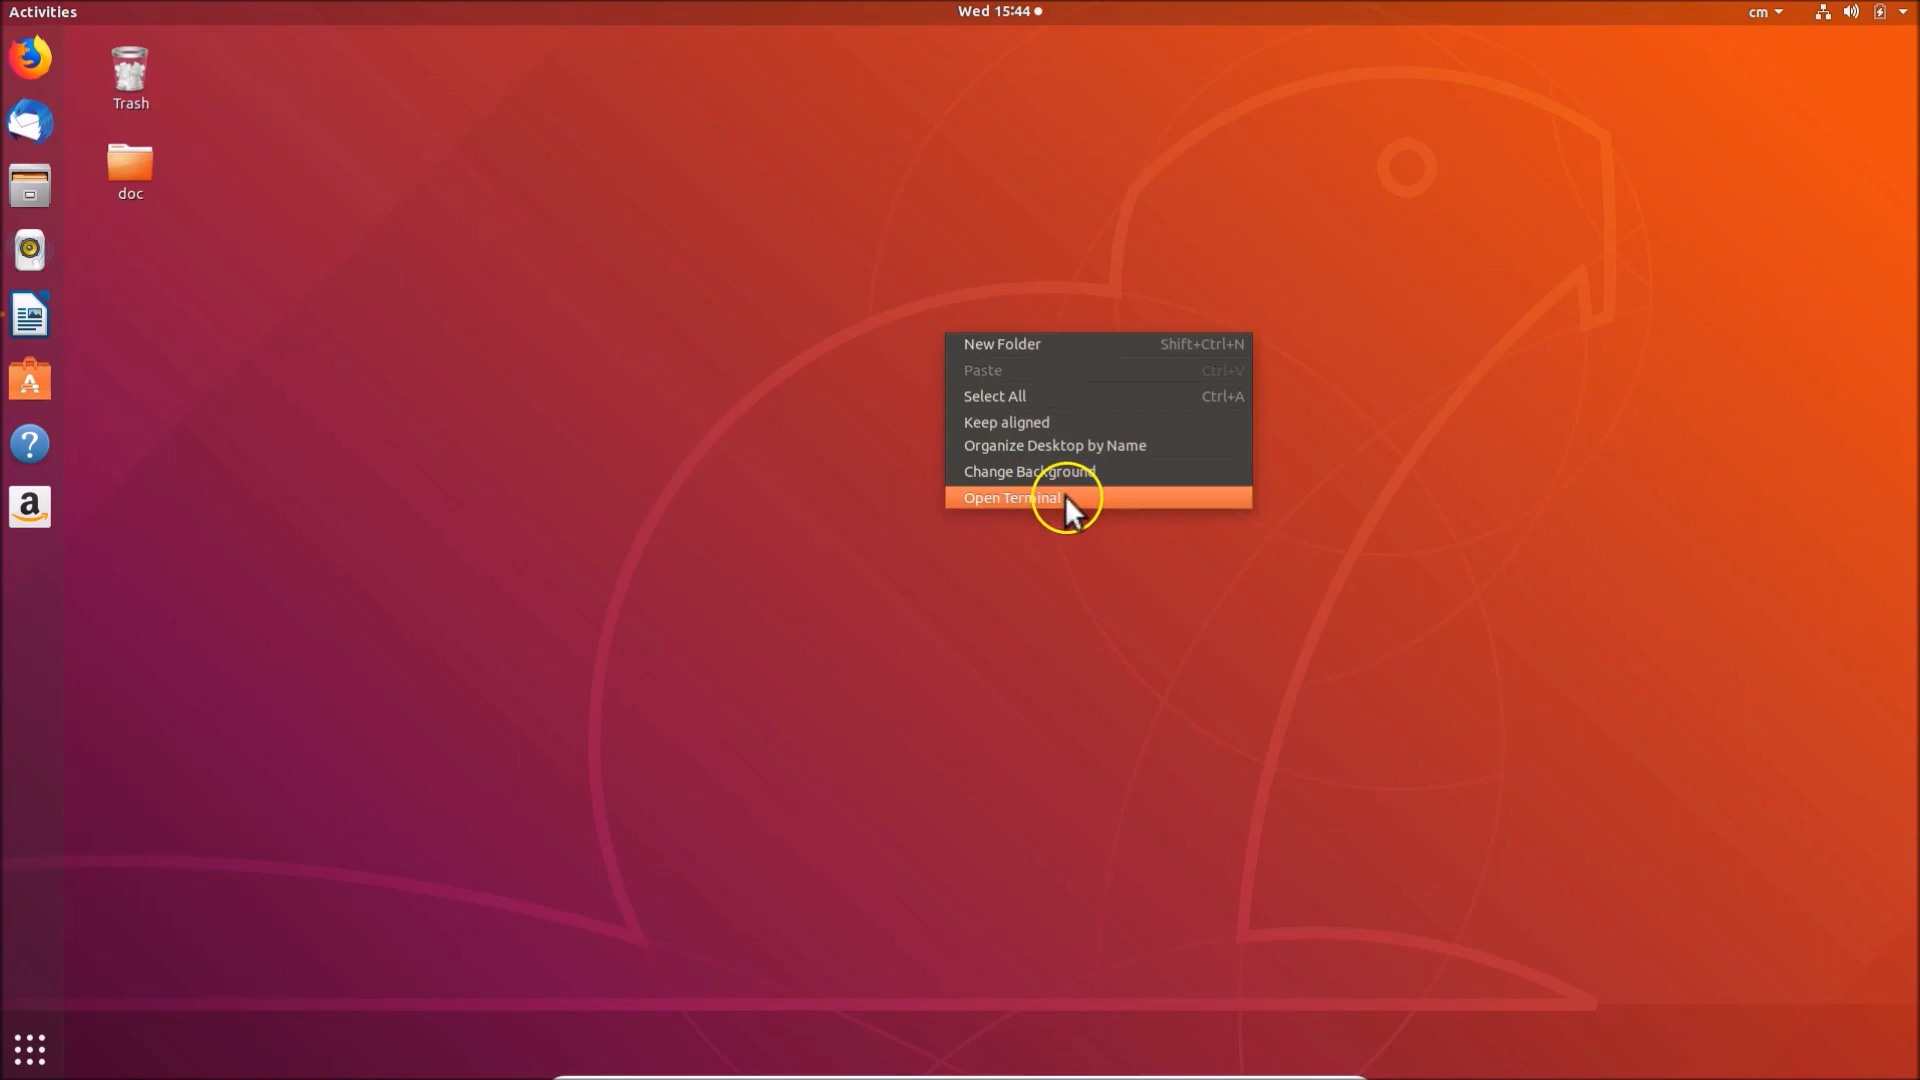 Activities
Wed 15:44
cm
Trash
doc
New Folder Shift+Ctrl+N
Paste Ctrl+V
Select All Ctrl+A
Keep aligned
Organize Desktop by Name
Change Background
Open Terminal